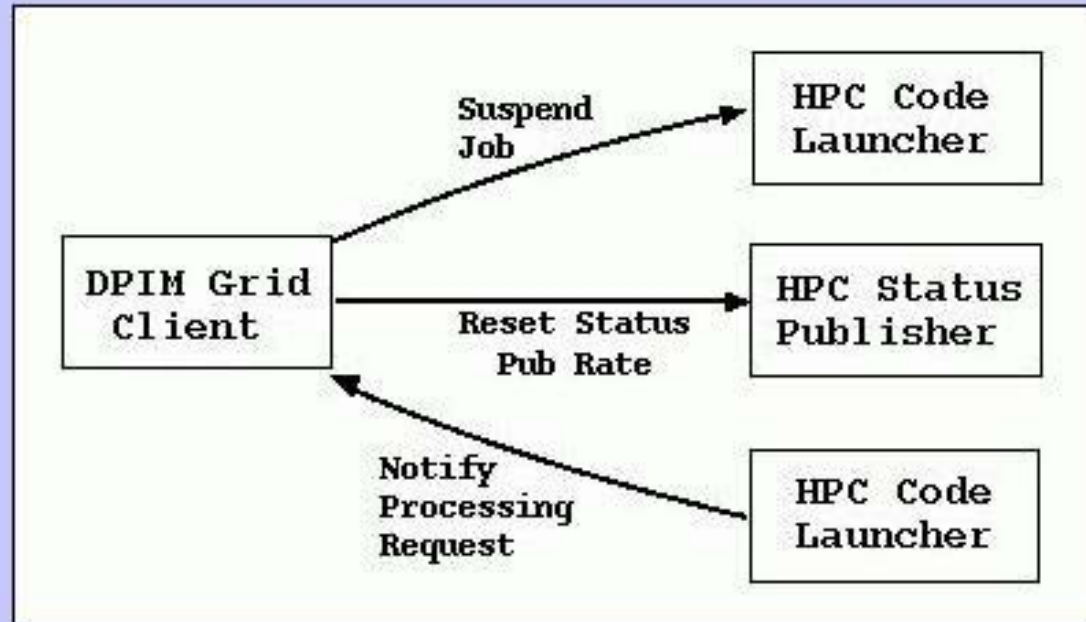 Suspend
Job
HPC Code
Launcher
DPIM Grid
Client
Reset Status
Pub Rate
HPC Status
Publisher
Notify
Processing
Request
HPC Code
Launcher